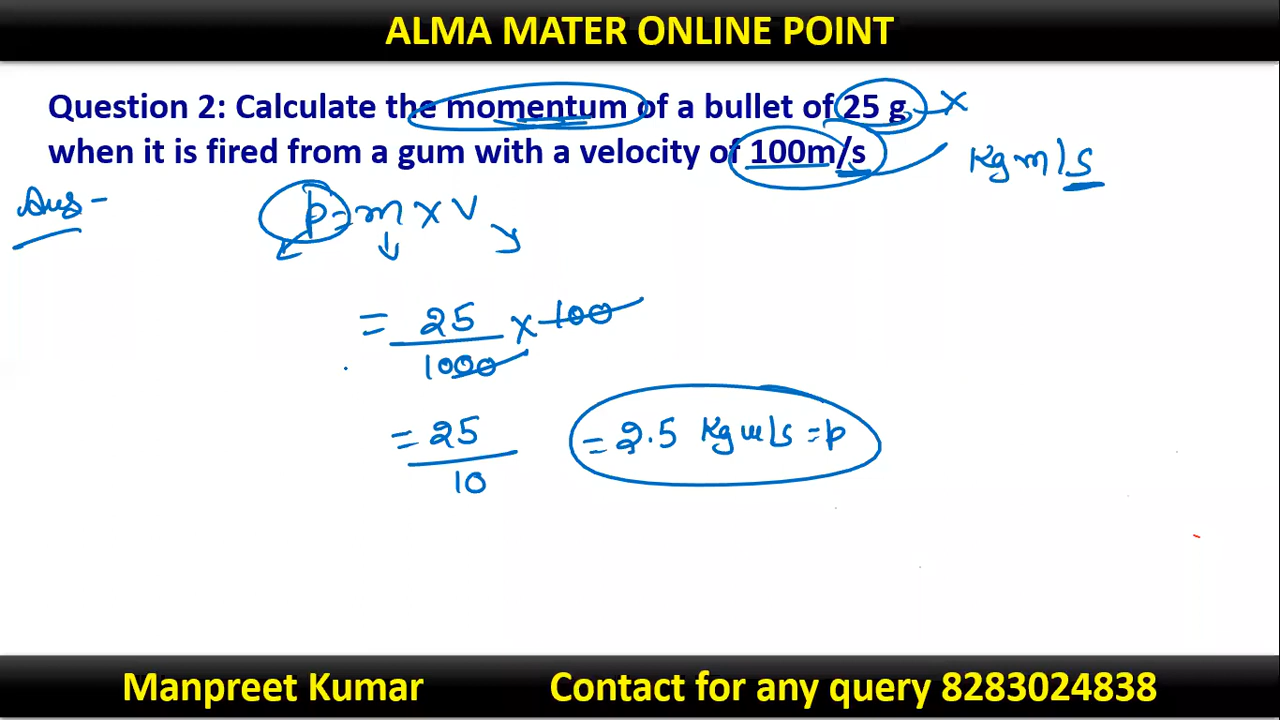 ALMA MATER ONLINE POINT
Question 2: Calculate the momentum of a bullet of 25 g x
when it is fired from a gum with a velocity of 100m/s
Kgm/s
Ans -
p = m x v
= 25/1000 x 100
= 25/10 = 2.5 Kgm/s = p
Manpreet Kumar Contact for any query 8283024838